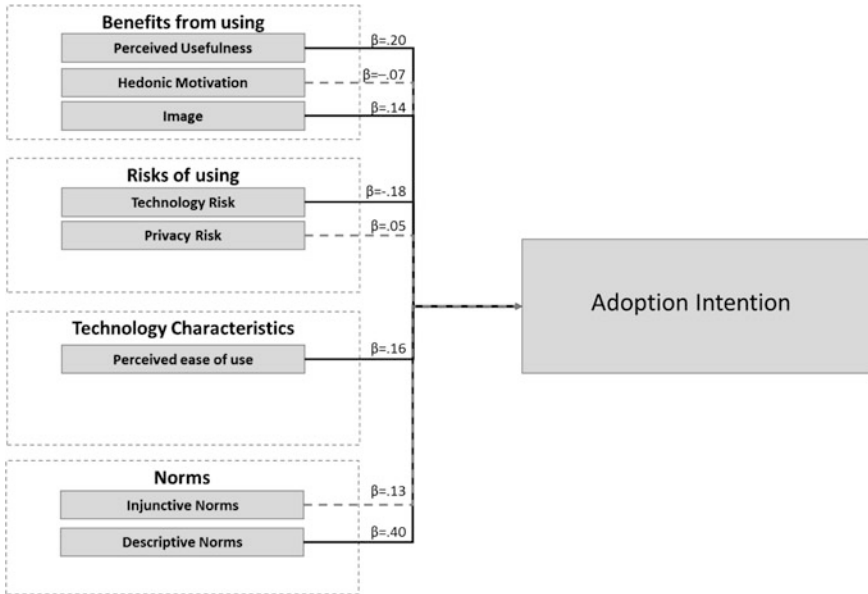 Benefits from using
Perceived Usefulness
β=.20
Hedonic Motivation
β=–.07
Image
β=.14
Risks of using
Technology Risk
β=-.18
Privacy Risk
β=.05
Technology Characteristics
Perceived ease of use
β=.16
Norms
Injunctive Norms
β=.13
Descriptive Norms
β=.40
Adoption Intention